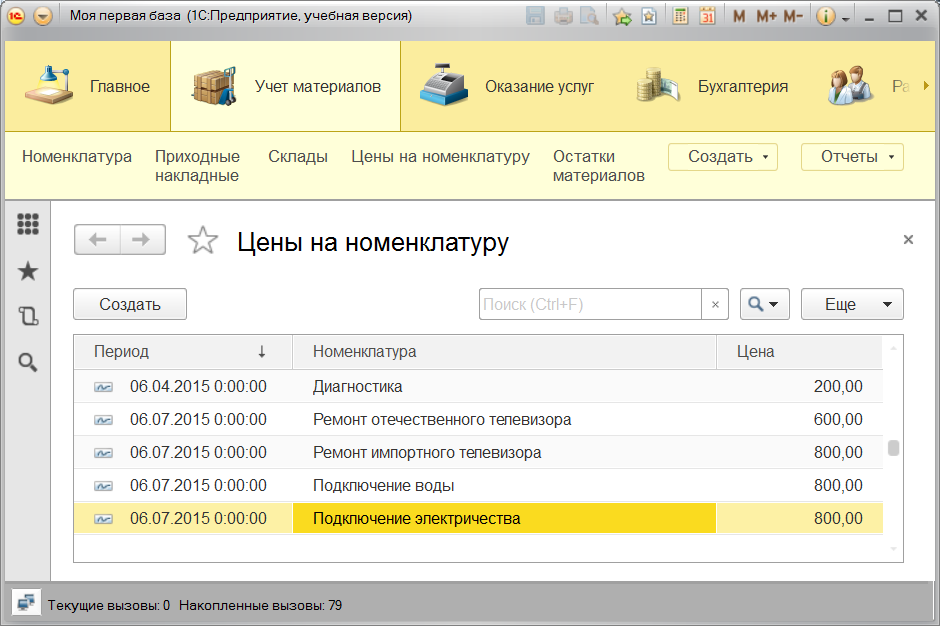 Моя первая база (1С:Предприятие, учебная версия)
31 M M+ M-
Главное Учет материалов Оказание услуг Бухгалтерия
Номенклатура Приходные накладные Склады Цены на номенклатуру Остатки материалов Создать Отчеты
Цены на номенклатуру
Создать Поиск (Ctrl+F) × Еще
Период ↓ Номенклатура Цена
06.04.2015 0:00:00 Диагностика 200,00
06.07.2015 0:00:00 Ремонт отечественного телевизора 600,00
06.07.2015 0:00:00 Ремонт импортного телевизора 800,00
06.07.2015 0:00:00 Подключение воды 800,00
06.07.2015 0:00:00 Подключение электричества 800,00
Текущие вызовы: 0 Накопленные вызовы: 79